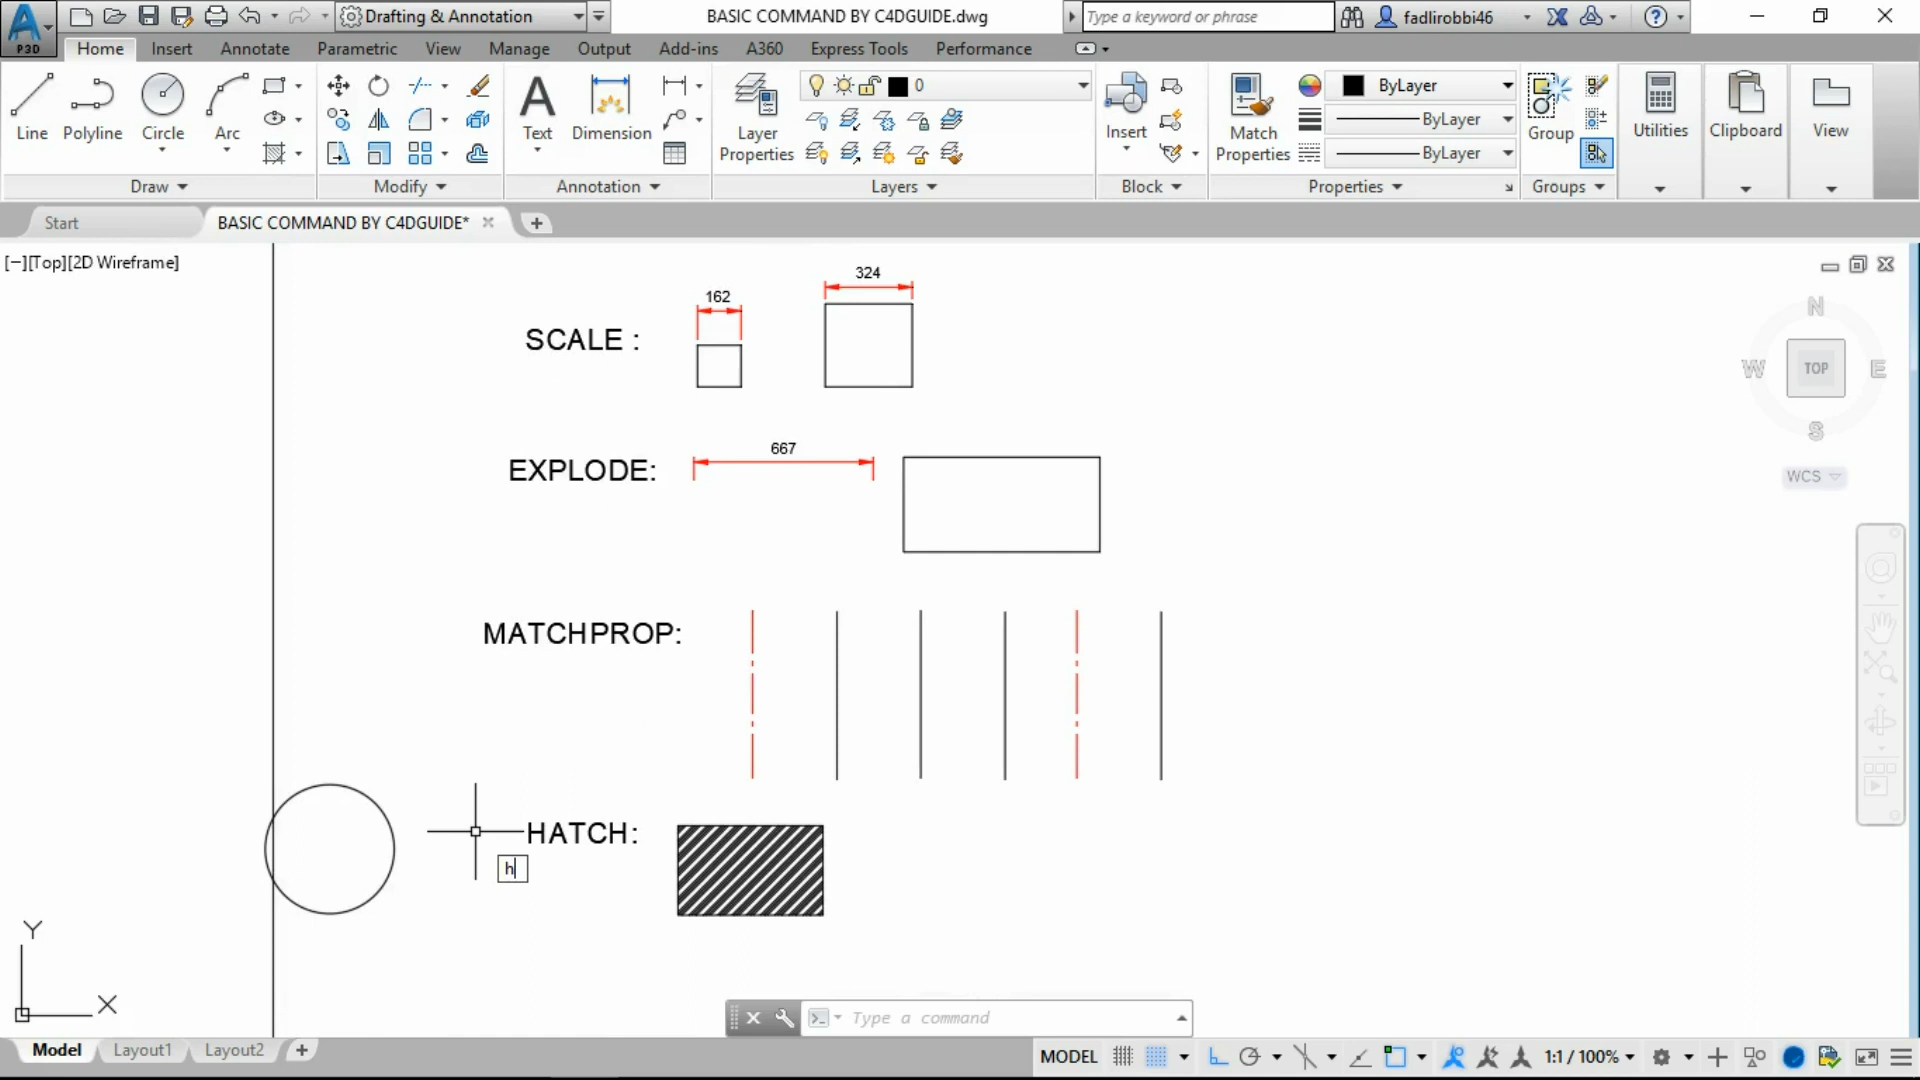 P3D
Drafting & Annotation
BASIC COMMAND BY C4DGUIDE.dwg
Type a keyword or phrase
fadlirobbi46
Home Insert Annotate Parametric View Manage Output Add-ins A360 Express Tools Performance
Line Polyline Circle Arc
Text Dimension
Layer Properties
0
Insert
Match Properties
ByLayer
ByLayer
ByLayer
Group
Utilities
Clipboard
View
Draw Modify Annotation Layers Block Properties Groups
Start
BASIC COMMAND BY C4DGUIDE*
[−][Top][2D Wireframe]
162
324
SCALE :
667
EXPLODE:
MATCHPROP:
HATCH:
h
N
W TOP E
S
WCS
Y
X
Type a command
Model Layout1 Layout2
MODEL
1:1 / 100%